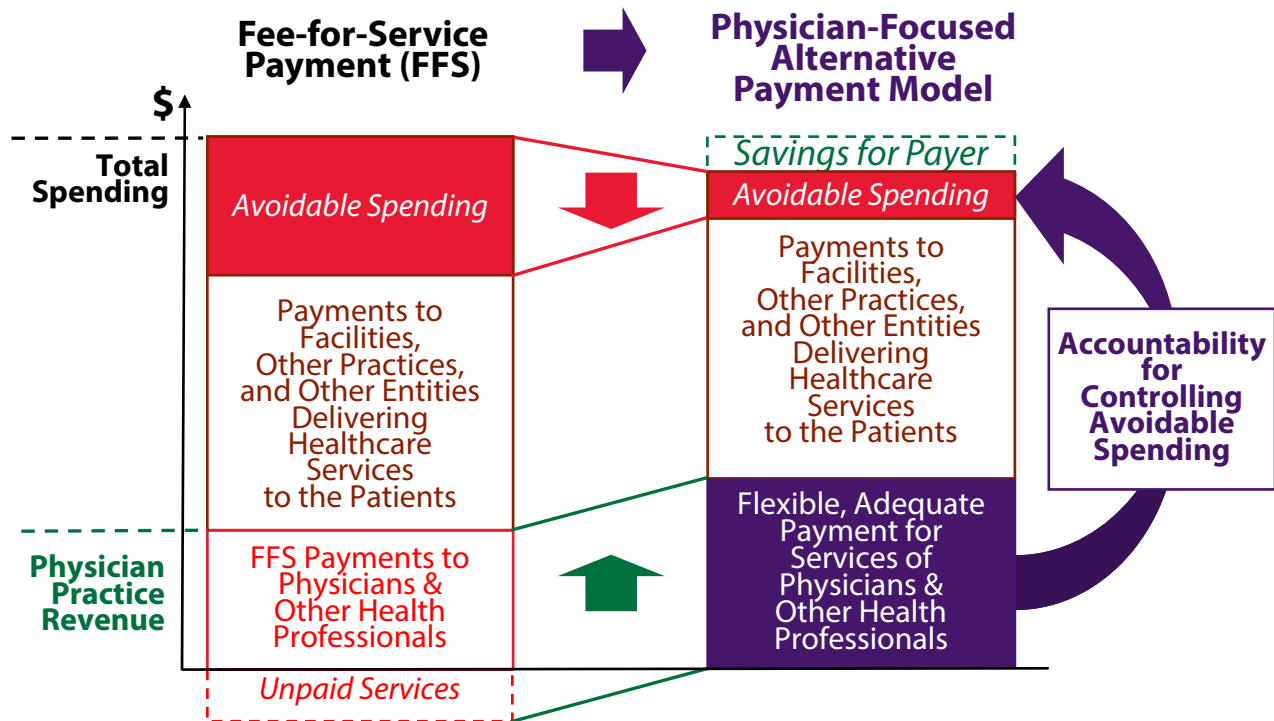 Fee-for-Service
Payment (FFS)
Physician-Focused
Alternative
Payment Model
$
Total
Spending
Physician
Practice
Revenue
Avoidable Spending
Payments to
Facilities,
Other Practices,
and Other Entities
Delivering
Healthcare
Services
to the Patients
FFS Payments to
Physicians &
Other Health
Professionals
Unpaid Services
Savings for Payer
Avoidable Spending
Payments to
Facilities,
Other Practices,
and Other Entities
Delivering
Healthcare
Services
to the Patients
Flexible, Adequate
Payment for
Services of
Physicians &
Other Health
Professionals
Accountability
for
Controlling
Avoidable
Spending